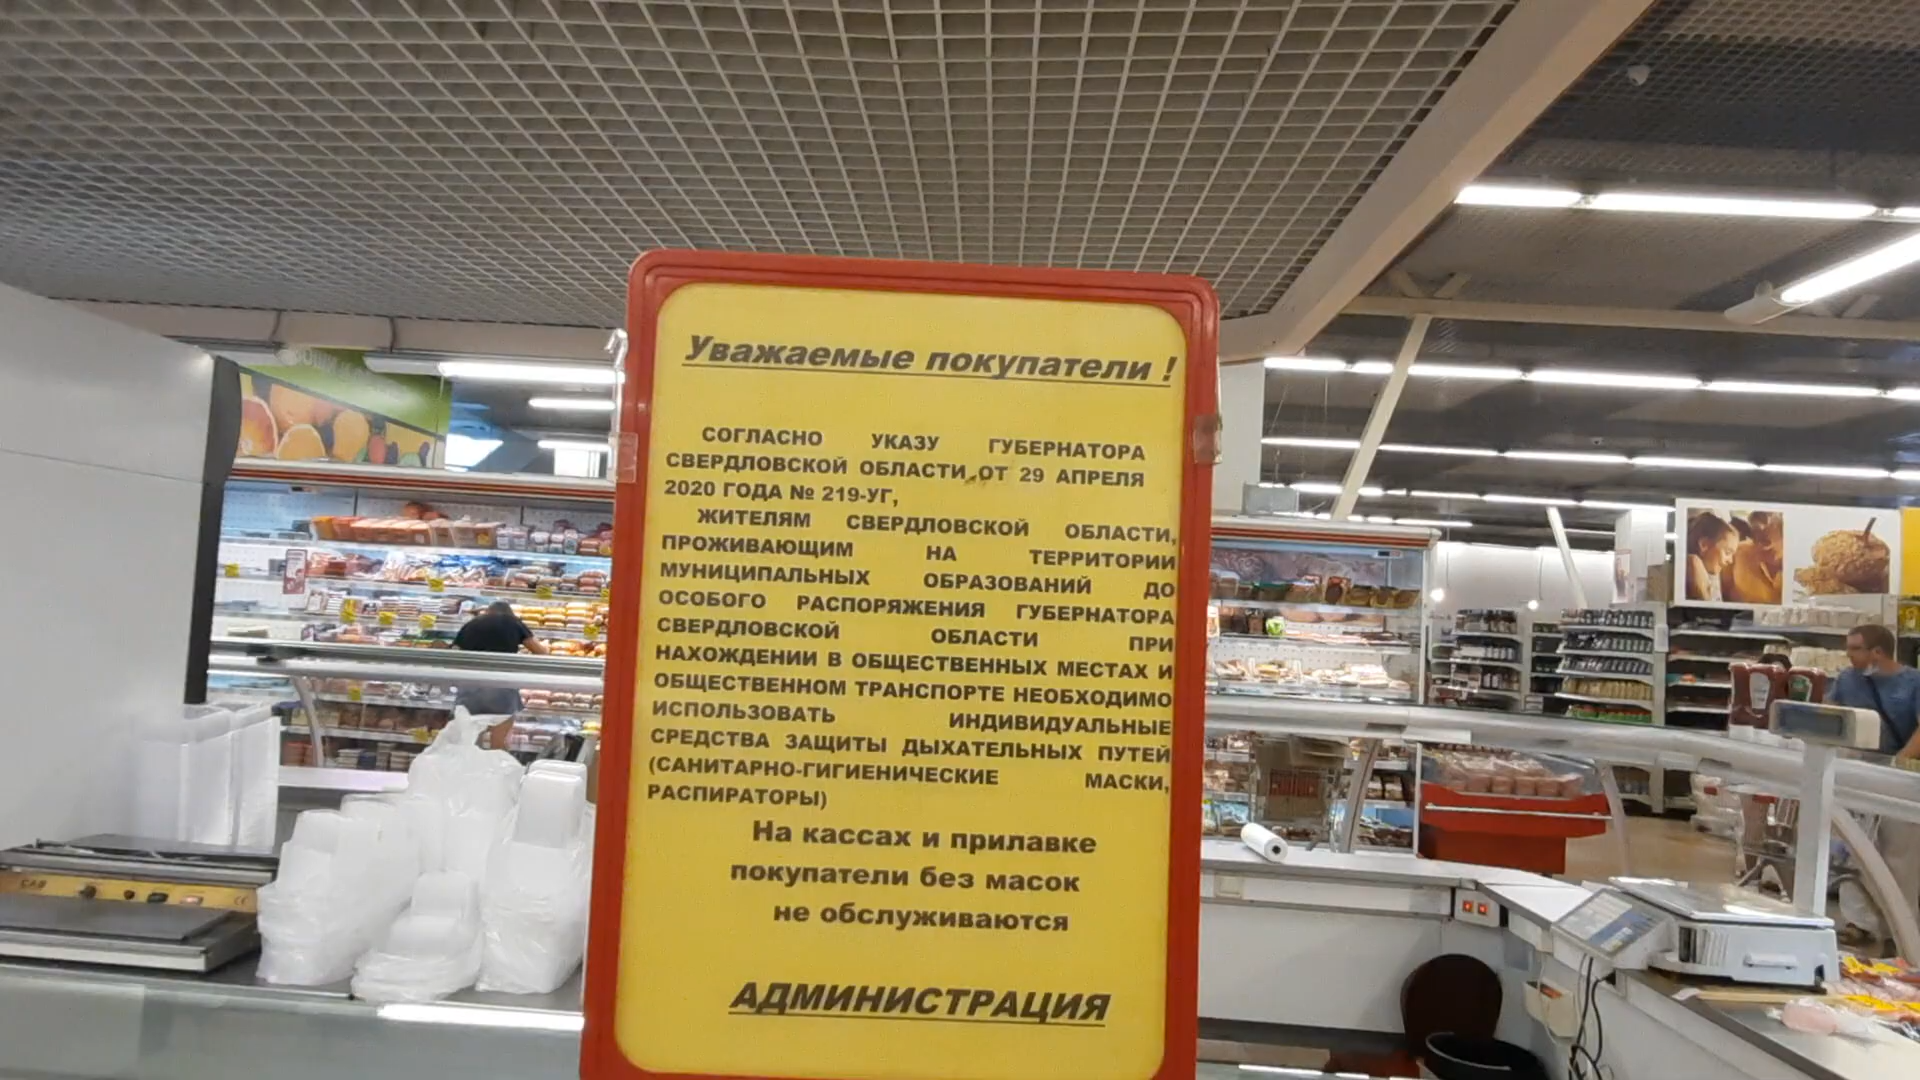 Уважаемые покупатели !
СОГЛАСНО УКАЗУ ГУБЕРНАТОРА
СВЕРДЛОВСКОЙ ОБЛАСТИ ОТ 29 АПРЕЛЯ
2020 ГОДА № 219-УГ,
ЖИТЕЛЯМ СВЕРДЛОВСКОЙ ОБЛАСТИ,
ПРОЖИВАЮЩИМ НА ТЕРРИТОРИИ
МУНИЦИПАЛЬНЫХ ОБРАЗОВАНИЙ ДО
ОСОБОГО РАСПОРЯЖЕНИЯ ГУБЕРНАТОРА
СВЕРДЛОВСКОЙ ОБЛАСТИ ПРИ
НАХОЖДЕНИИ В ОБЩЕСТВЕННЫХ МЕСТАХ И
ОБЩЕСТВЕННОМ ТРАНСПОРТЕ НЕОБХОДИМО
ИСПОЛЬЗОВАТЬ ИНДИВИДУАЛЬНЫЕ
СРЕДСТВА ЗАЩИТЫ ДЫХАТЕЛЬНЫХ ПУТЕЙ
(САНИТАРНО-ГИГИЕНИЧЕСКИЕ МАСКИ,
РАСПИРАТОРЫ)
На кассах и прилавке
покупатели без масок
не обслуживаются
АДМИНИСТРАЦИЯ
CAS